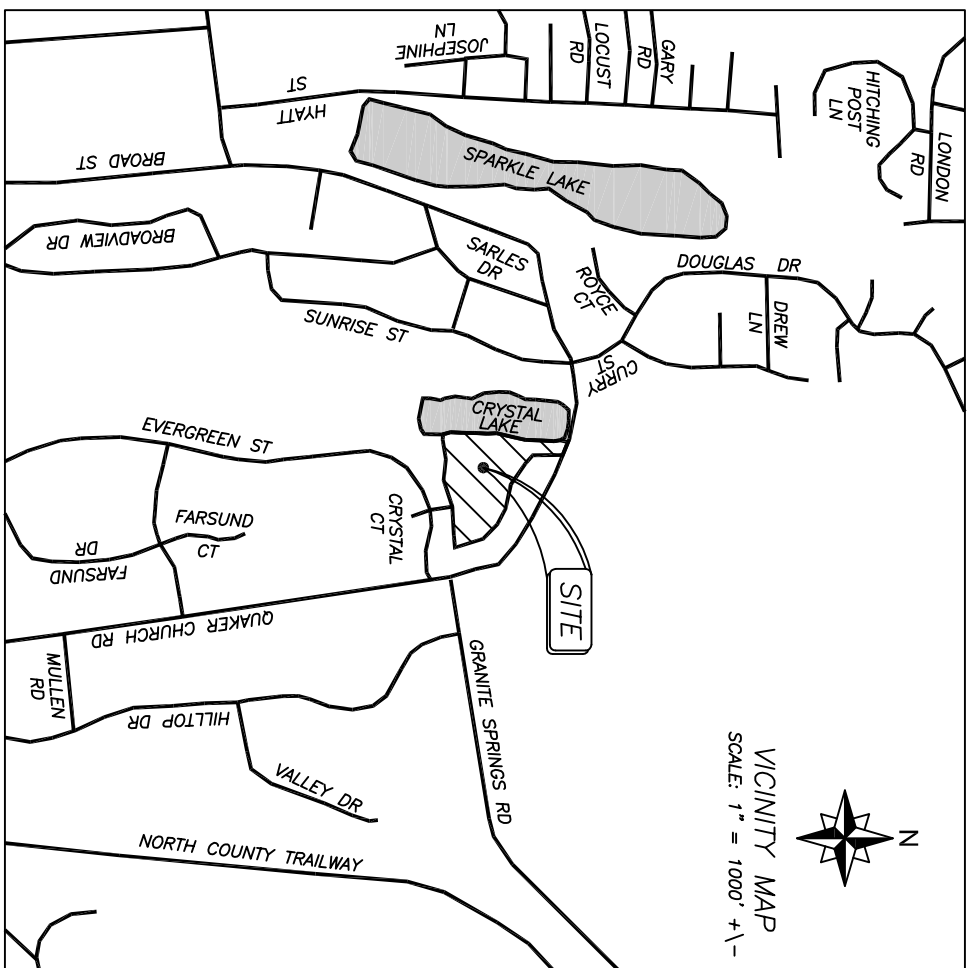 JOSEPHINE
LN
LOCUST
RD
GARY
RD
HITCHING
POST
LN
LONDON
RD
HYATT
ST
SPARKLE LAKE
BROAD ST
BROADVIEW DR
SARLES
DR
ROYCE
CT
DOUGLAS DR
DREW
LN
SUNRISE ST
CURRY
ST
CRYSTAL
LAKE
EVERGREEN ST
CRYSTAL
CT
FARSUND
CT
FARSUND
DR
SITE
QUAKER CHURCH RD
MULLEN
RD
HILLTOP DR
GRANITE SPRINGS RD
VALLEY DR
NORTH COUNTY TRAILWAY
N
VICINITY MAP
SCALE: 1" = 1000' +\-